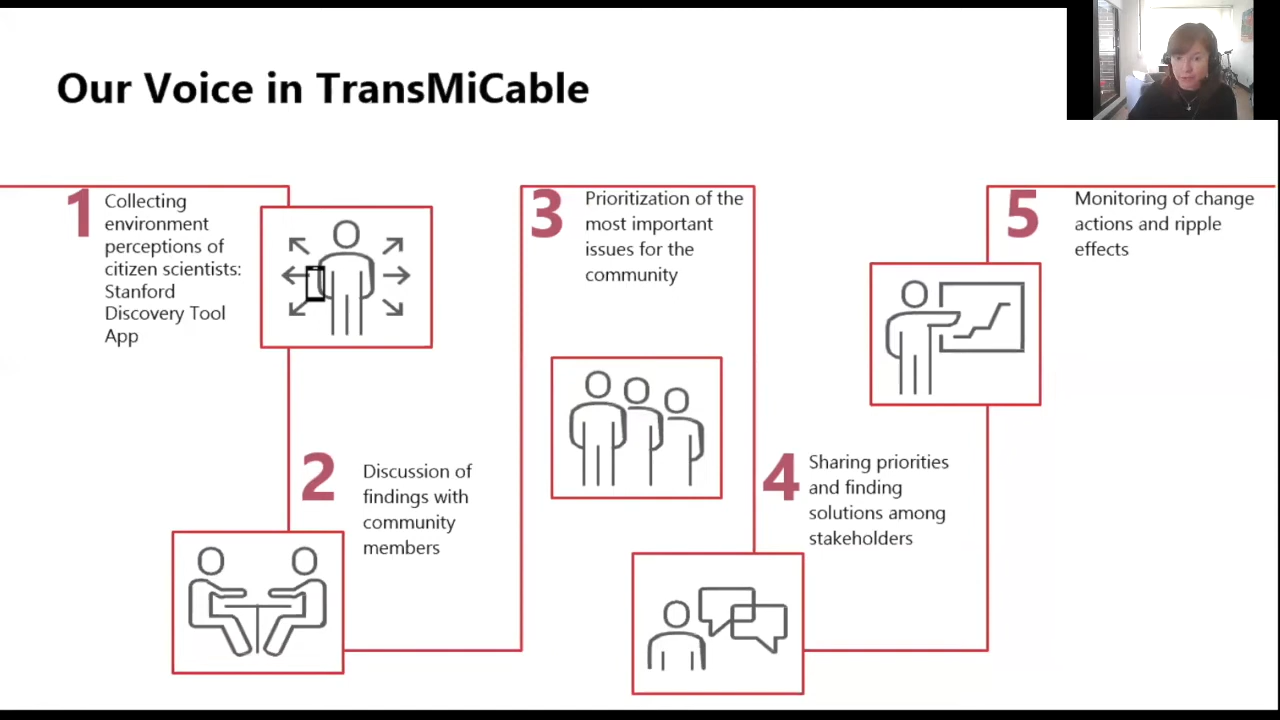 Our Voice in TransMiCable
1
Collecting
environment
perceptions of
citizen scientists:
Stanford
Discovery Tool
App
2
Discussion of
findings with
community
members
3
Prioritization of the
most important
issues for the
community
4
Sharing priorities
and finding
solutions among
stakeholders
5
Monitoring of change
actions and ripple
effects